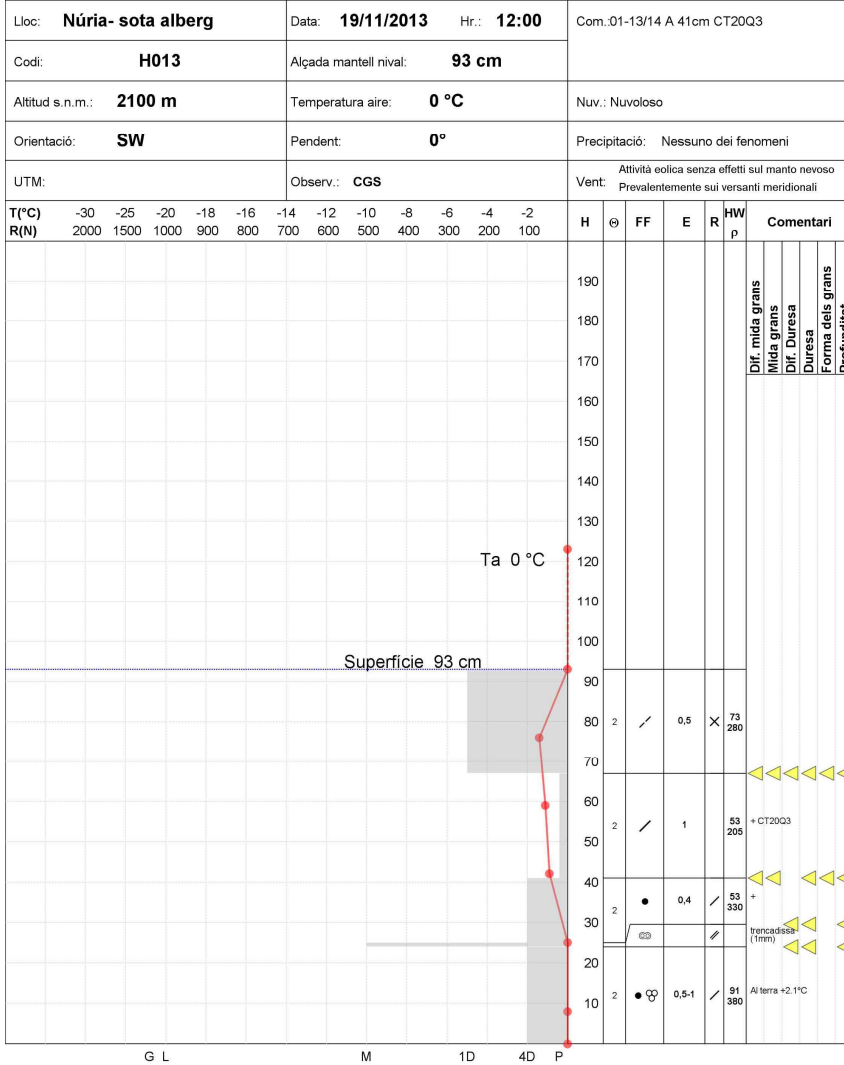 Lloc: Núria- sota alberg Data: 19/11/2013 Hr.: 12:00 Com.:01-13/14 A 41cm CT20Q3
Codi: H013 Alçada mantell nival: 93 cm
Altitud s.n.m.: 2100 m Temperatura aire: 0 °C Nuv.: Nuvoloso
Orientació: SW Pendent: 0° Precipitació: Nessuno dei fenomeni
UTM: Observ.: CGS Vent: Attività eolica senza effetti sul manto nevoso
Prevalentemente sui versanti meridionali
T(°C) -30 -25 -20 -18 -16 -14 -12 -10 -8 -6 -4 -2
R(N) 2000 1500 1000 900 800 700 600 500 400 300 200 100
H Θ FF E R HW ρ Comentari
Dif. mida grans
Mida grans
Dif. Duresa
Duresa
Forma dels grans
190
180
170
160
150
140
130
Ta 0 °C 120
110
100
Superfície 93 cm
90
80 2 0,5 73
280
70
60
50 2 1 53 + CT20Q3
205
40
2 0,4 53 +
330
30
trencadissa
(1mm)
20
10 2 0,5-1 91 Al terra +2.1°C
380
G L M 1D 4D P